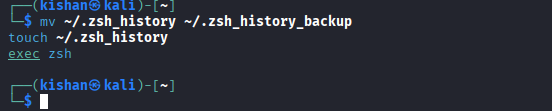 ┌──(kishan㉿kali)-[~]
└─$ mv ~/.zsh_history ~/.zsh_history_backup
touch ~/.zsh_history
exec zsh
┌──(kishan㉿kali)-[~]
└─$